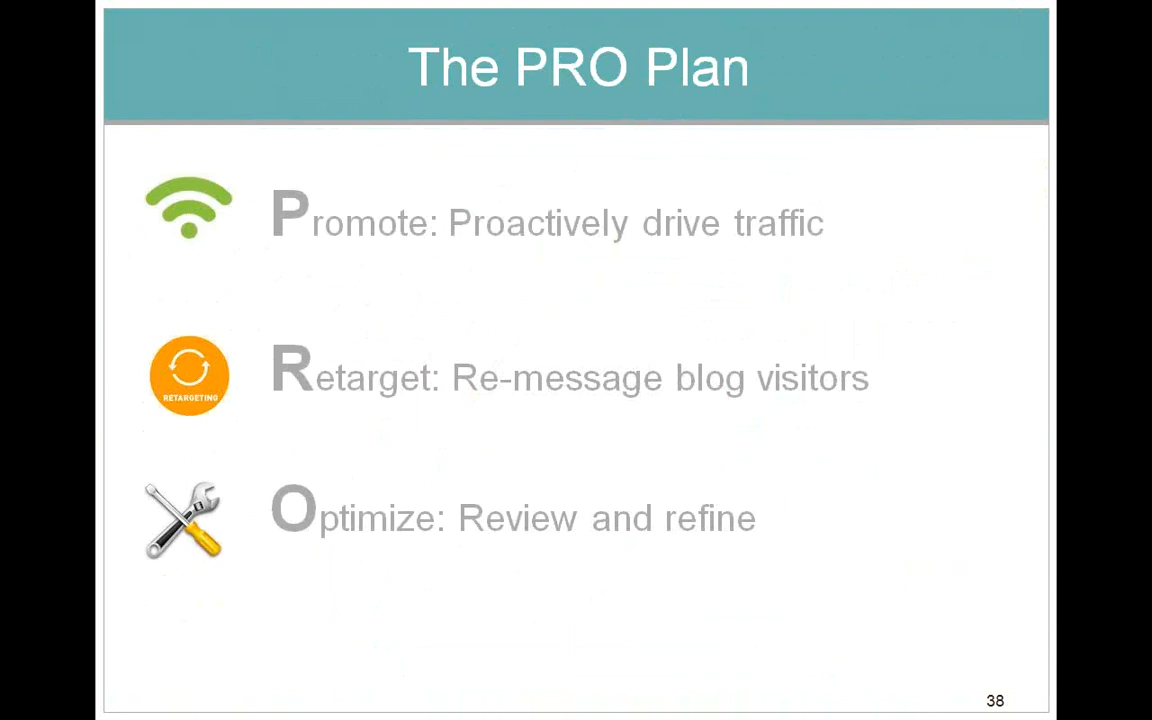 The PRO Plan
Promote: Proactively drive traffic
RETARGETING
Retarget: Re-message blog visitors
Optimize: Review and refine
38